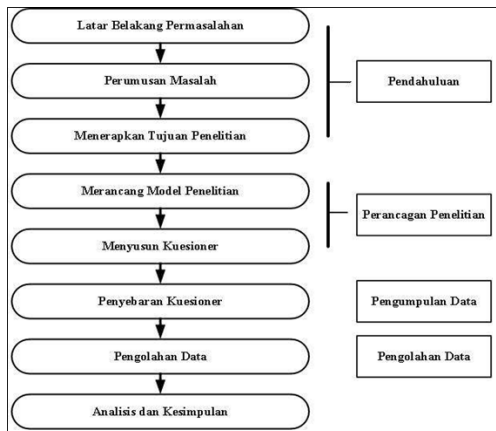 Latar Belakang Permasalahan
Perumusan Masalah
Pendahuluan
Menerapkan Tujuan Penelitian
Merancang Model Penelitian
Perancagan Penelitian
Menyusun Kuesioner
Penyebaran Kuesioner
Pengumpulan Data
Pengolahan Data
Pengolahan Data
Analisis dan Kesimpulan